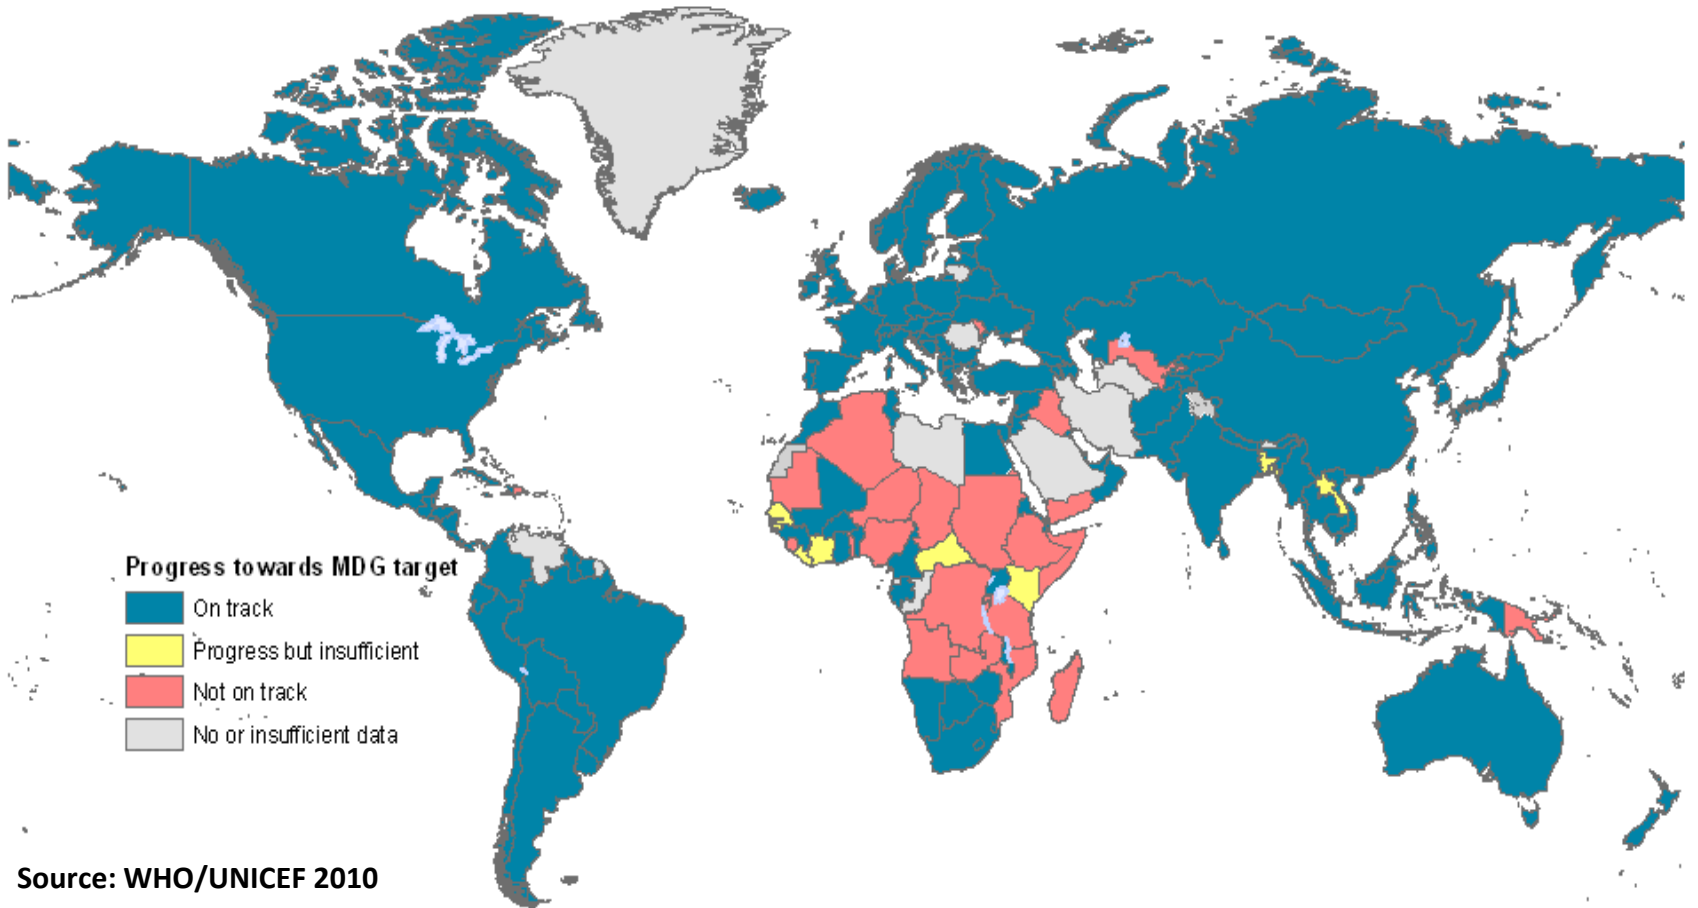 Progress towards MDG target
On track
Progress but insufficient
Not on track
No or insufficient data
Source: WHO/UNICEF 2010